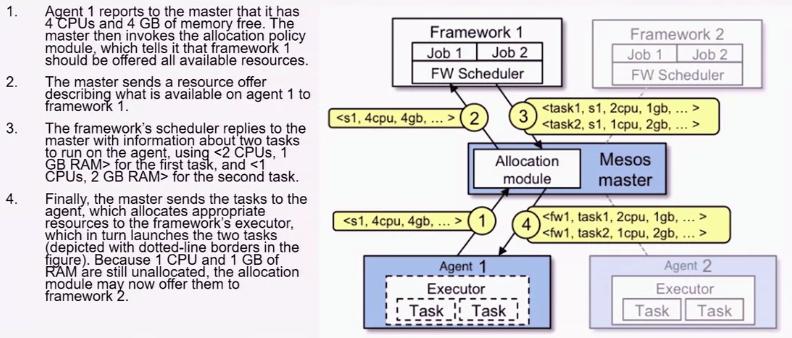 1. Agent 1 reports to the master that it has
4 CPUs and 4 GB of memory free. The
master then invokes the allocation policy
module, which tells it that framework 1
should be offered all available resources.
2. The master sends a resource offer
describing what is available on agent 1 to
framework 1.
3. The framework's scheduler replies to the
master with information about two tasks
to run on the agent, using <2 CPUs, 1
GB RAM> for the first task, and <1
CPUs, 2 GB RAM> for the second task.
4. Finally, the master sends the tasks to the
agent, which allocates appropriate
resources to the framework's executor,
which in turn launches the two tasks
(depicted with dotted-line borders in the
figure). Because 1 CPU and 1 GB of
RAM are still unallocated, the allocation
module may now offer them to
framework 2.
Framework 1
Job 1 Job 2
FW Scheduler
Framework 2
Job 1 Job 2
FW Scheduler
<s1, 4cpu, 4gb, ... >
2
3
<task1, s1, 2cpu, 1gb, ... >
<task2, s1, 1cpu, 2gb, ... >
Allocation
module
Mesos
master
<s1, 4cpu, 4gb, ... >
1
4
<fw1, task1, 2cpu, 1gb, ... >
<fw1, task2, 1cpu, 2gb, ... >
Agent 1
Executor
Task Task
Agent 2
Executor
Task Task